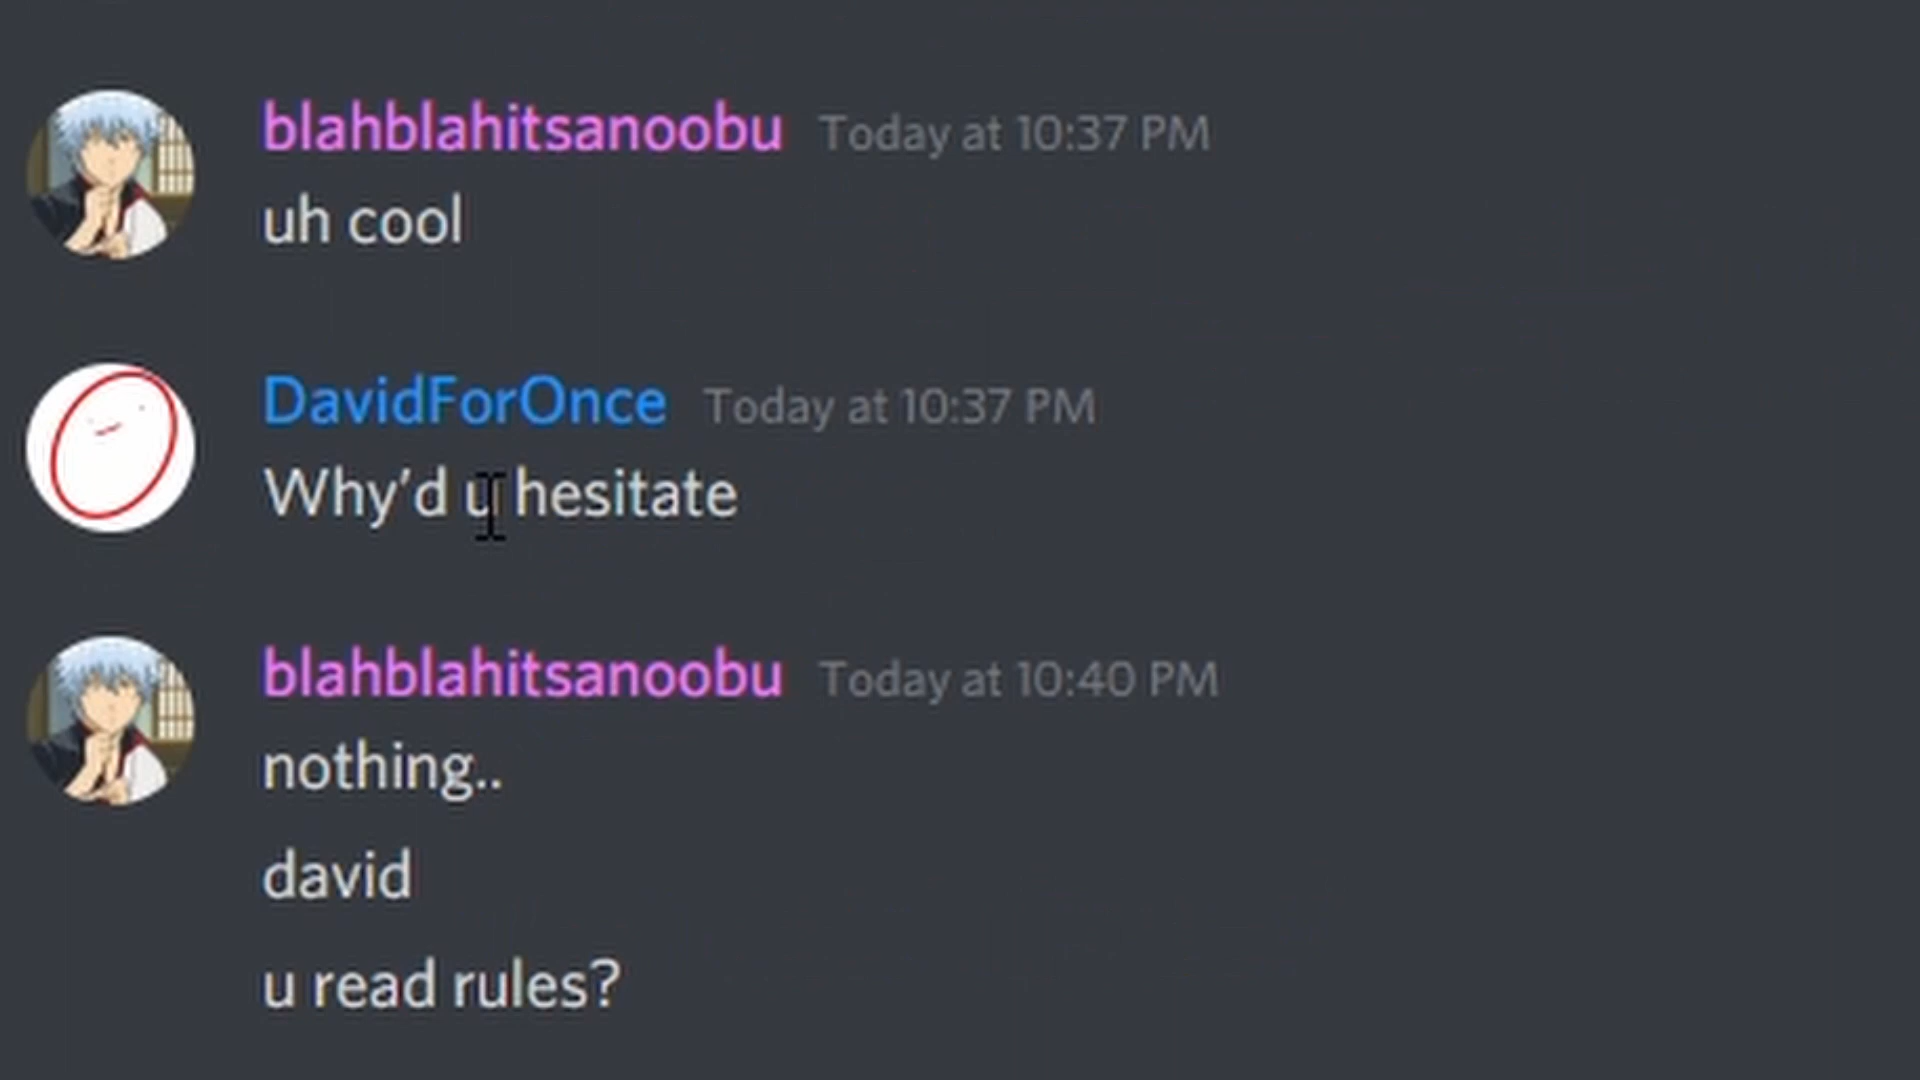 blahblahitsanoobu Today at 10:37 PM
uh cool
DavidForOnce Today at 10:37 PM
Why’d u hesitate
blahblahitsanoobu Today at 10:40 PM
nothing..
david
u read rules?